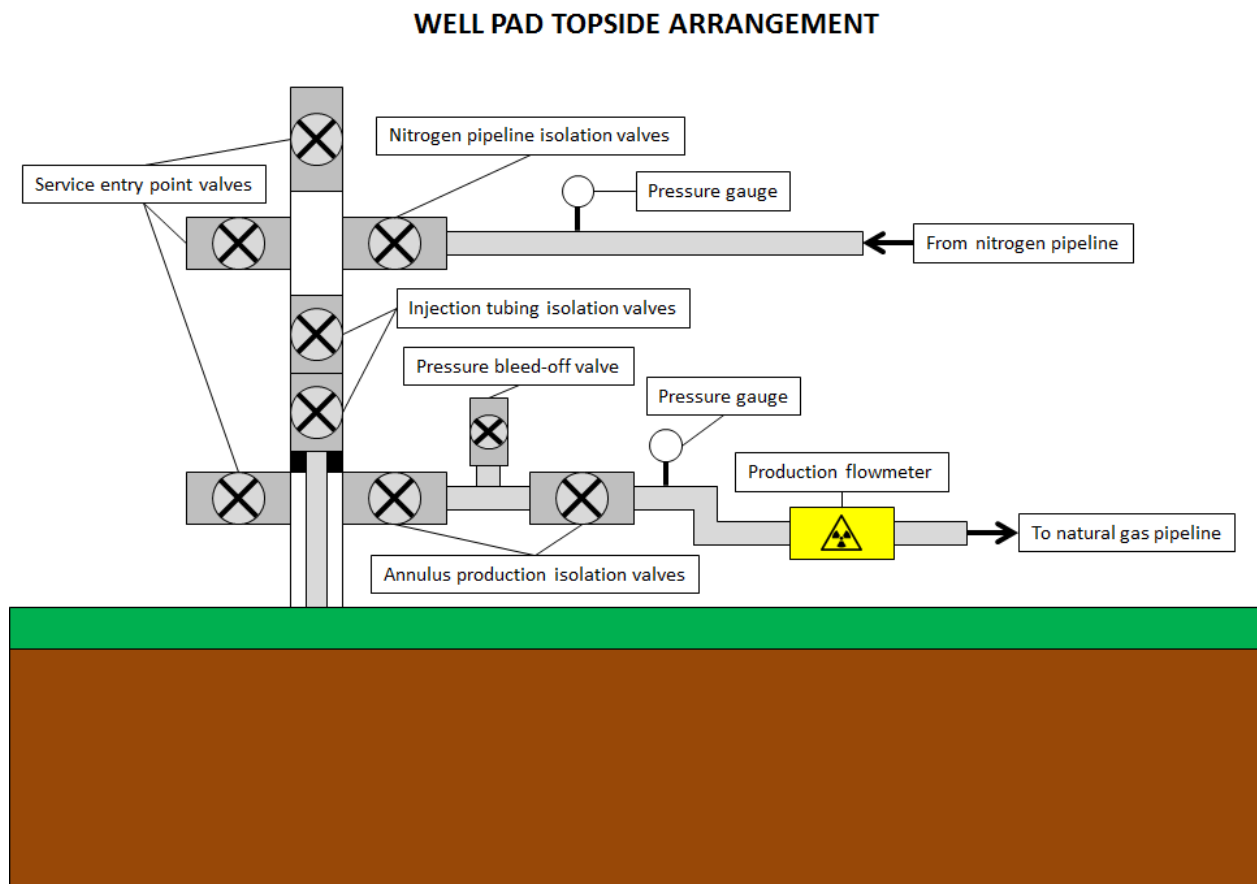 WELL PAD TOPSIDE ARRANGEMENT
Nitrogen pipeline isolation valves
Service entry point valves
Pressure gauge
From nitrogen pipeline
Injection tubing isolation valves
Pressure bleed-off valve
Pressure gauge
Production flowmeter
To natural gas pipeline
Annulus production isolation valves